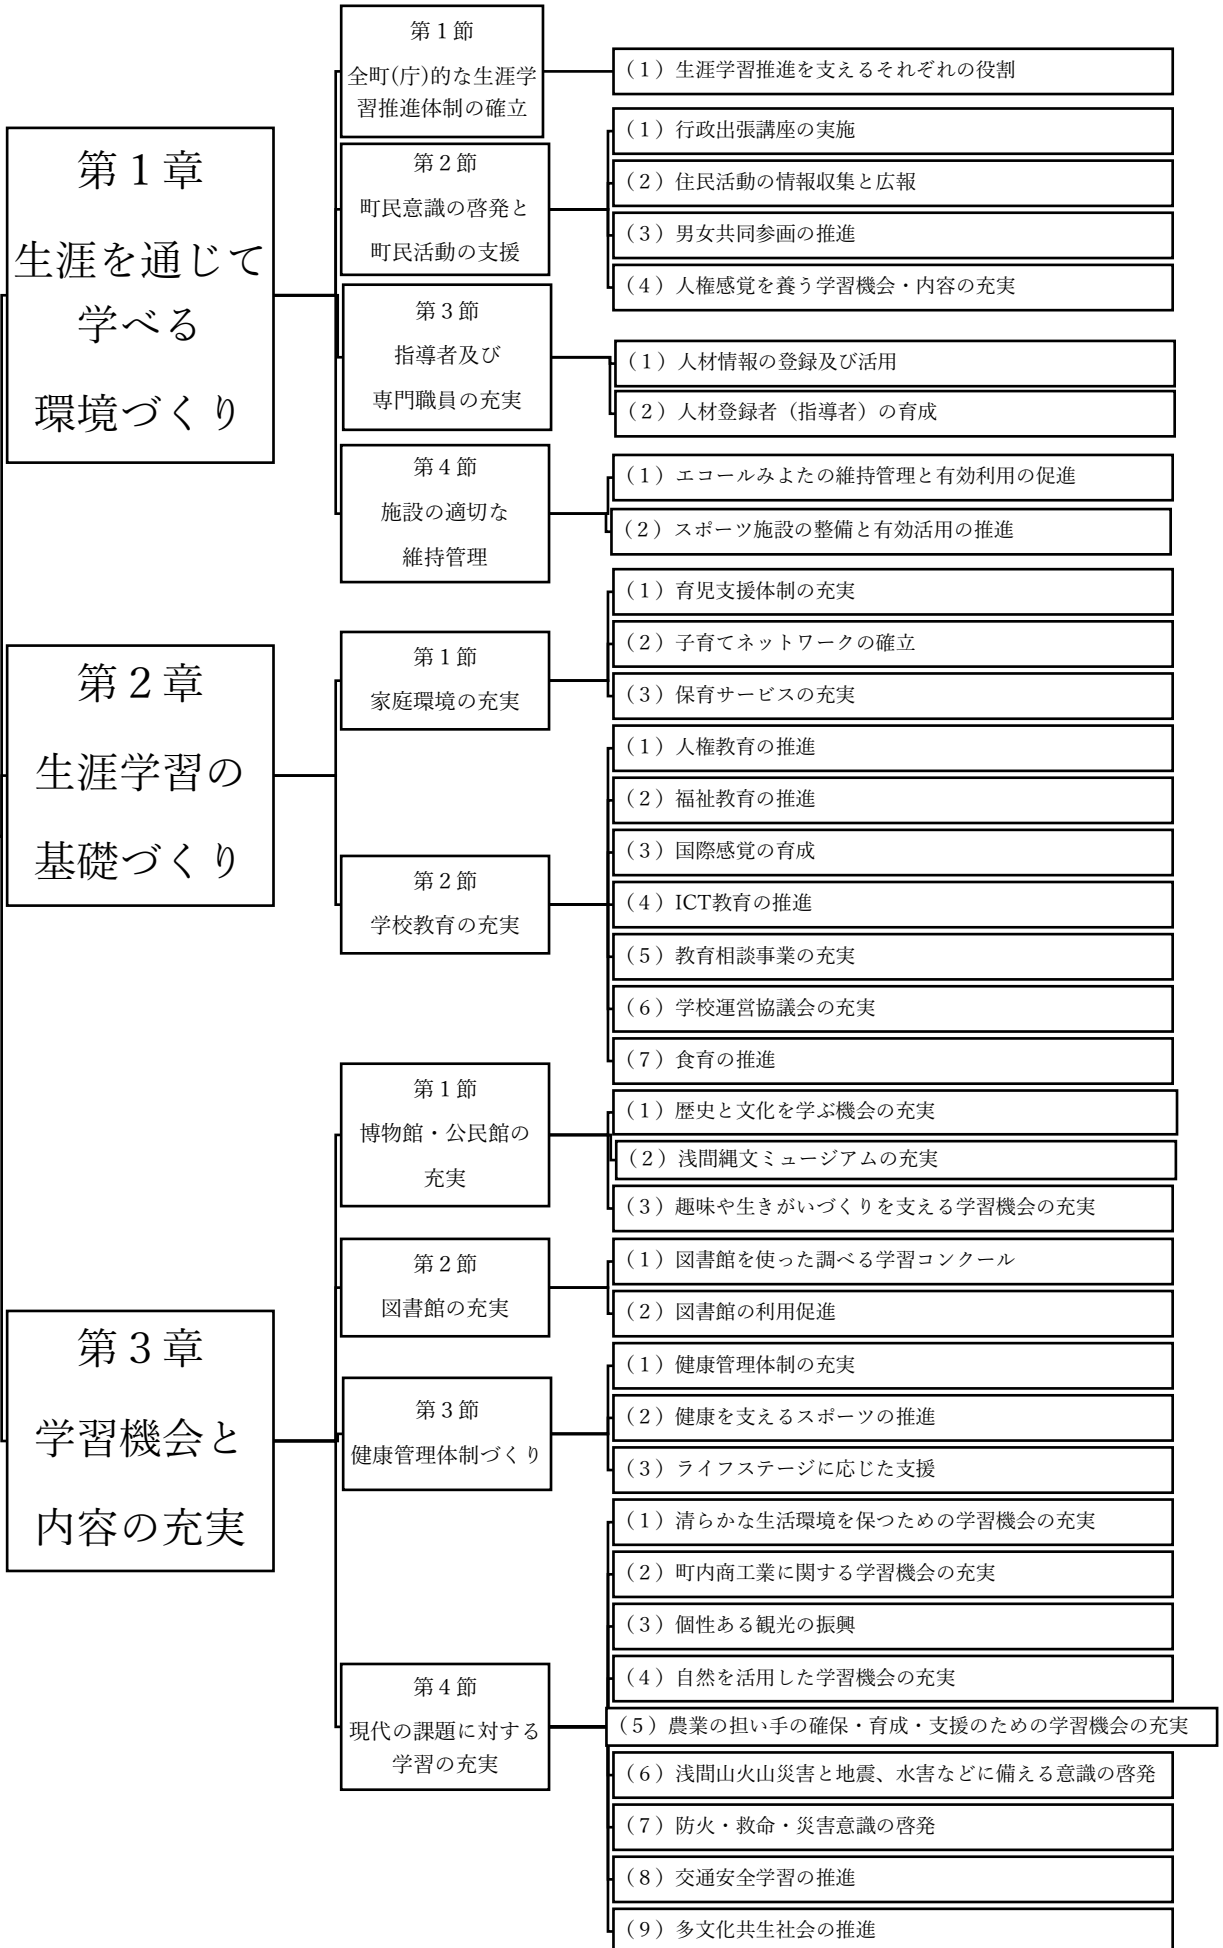 第１章
生涯を通じて
学べる
環境づくり
第１節
全町(庁)的な生涯学
習推進体制の確立
（１）生涯学習推進を支えるそれぞれの役割
第２節
町民意識の啓発と
町民活動の支援
（１）行政出張講座の実施
（２）住民活動の情報収集と広報
（３）男女共同参画の推進
（４）人権感覚を養う学習機会・内容の充実
第３節
指導者及び
専門職員の充実
（１）人材情報の登録及び活用
（２）人材登録者（指導者）の育成
第４節
施設の適切な
維持管理
（１）エコールみよたの維持管理と有効利用の促進
（２）スポーツ施設の整備と有効活用の推進
第２章
生涯学習の
基礎づくり
第１節
家庭環境の充実
（１）育児支援体制の充実
（２）子育てネットワークの確立
（３）保育サービスの充実
第２節
学校教育の充実
（１）人権教育の推進
（２）福祉教育の推進
（３）国際感覚の育成
（４）ICT教育の推進
（５）教育相談事業の充実
（６）学校運営協議会の充実
（７）食育の推進
第３章
学習機会と
内容の充実
第１節
博物館・公民館の
充実
（１）歴史と文化を学ぶ機会の充実
（２）浅間縄文ミュージアムの充実
（３）趣味や生きがいづくりを支える学習機会の充実
第２節
図書館の充実
（１）図書館を使った調べる学習コンクール
（２）図書館の利用促進
第３節
健康管理体制づくり
（１）健康管理体制の充実
（２）健康を支えるスポーツの推進
（３）ライフステージに応じた支援
第４節
現代の課題に対する
学習の充実
（１）清らかな生活環境を保つための学習機会の充実
（２）町内商工業に関する学習機会の充実
（３）個性ある観光の振興
（４）自然を活用した学習機会の充実
（５）農業の担い手の確保・育成・支援のための学習機会の充実
（６）浅間山火山災害と地震、水害などに備える意識の啓発
（７）防火・救命・災害意識の啓発
（８）交通安全学習の推進
（９）多文化共生社会の推進